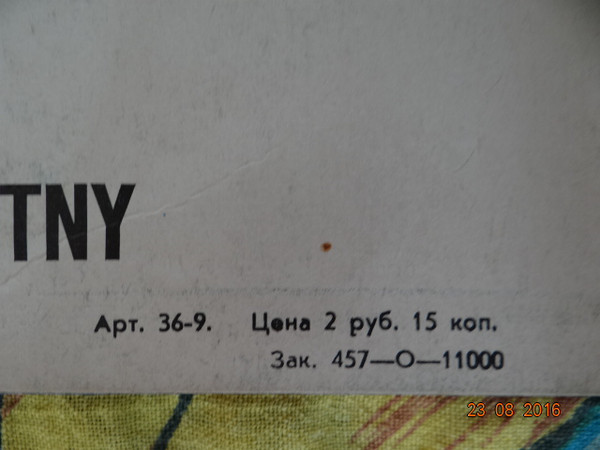 TNY
Арт. 36-9. Цена 2 руб. 15 коп.
Зак. 457—О—11000
23 08 2016